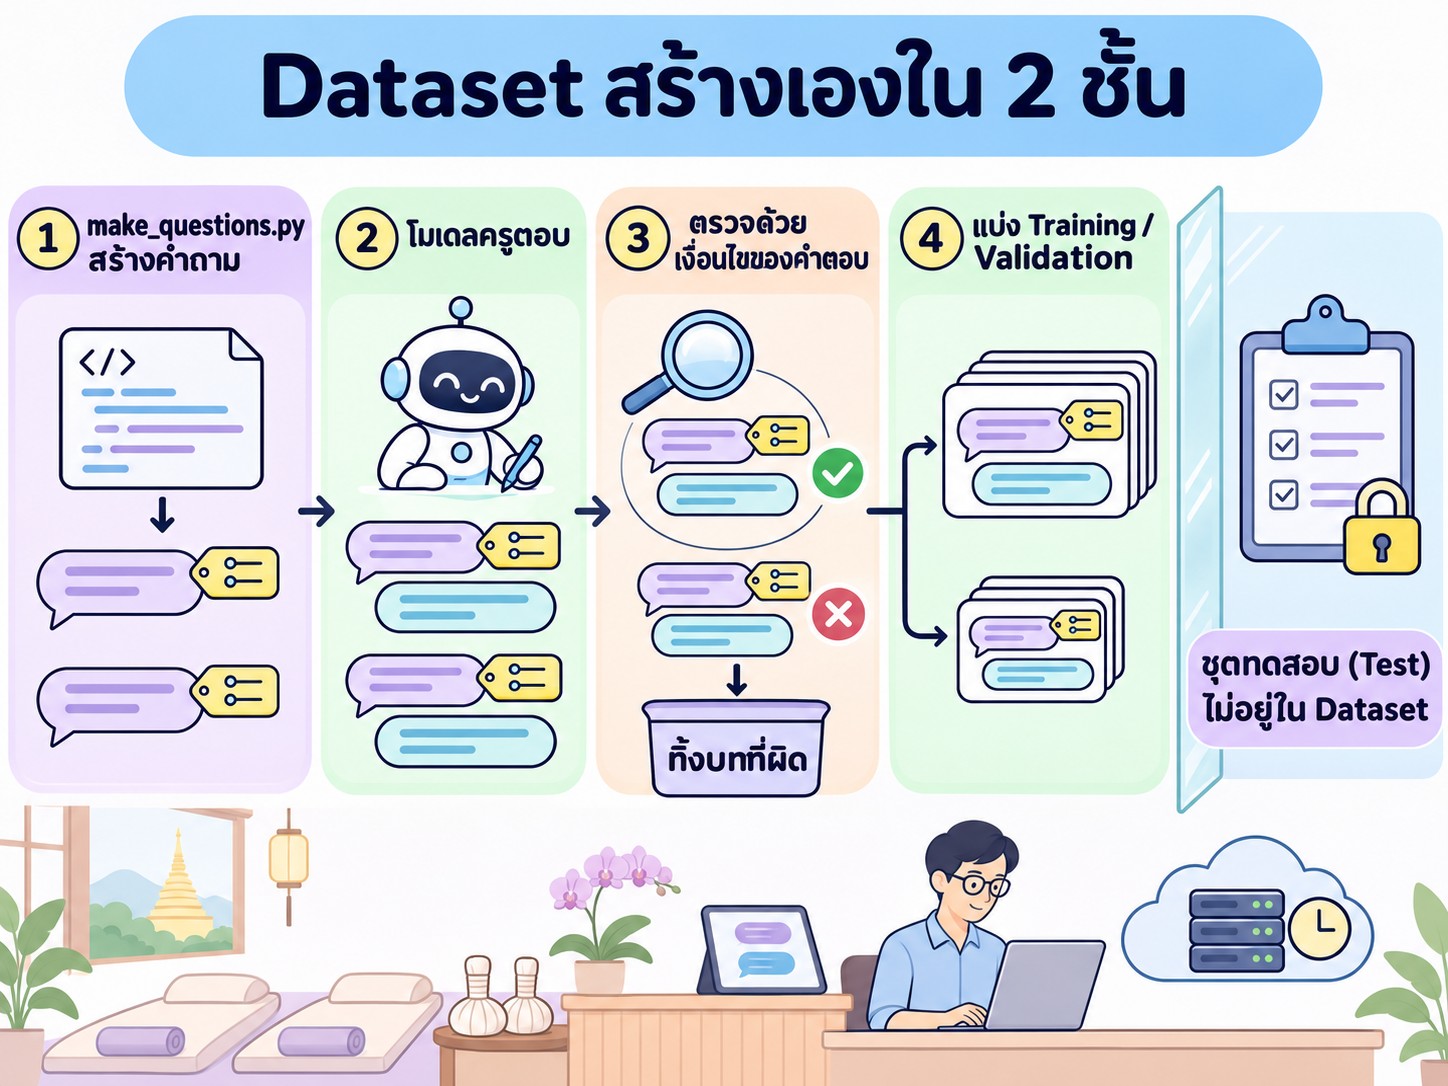 Dataset สร้างเองใน 2 ชั้น
1 make_questions.py
สร้างคำถาม
</>
2 โมเดลครูตอบ
3 ตรวจด้วย
เงื่อนไขของคำตอบ
ทิ้งบทที่ผิด
4 แบ่ง Training /
Validation
ชุดทดสอบ (Test)
ไม่อยู่ใน Dataset